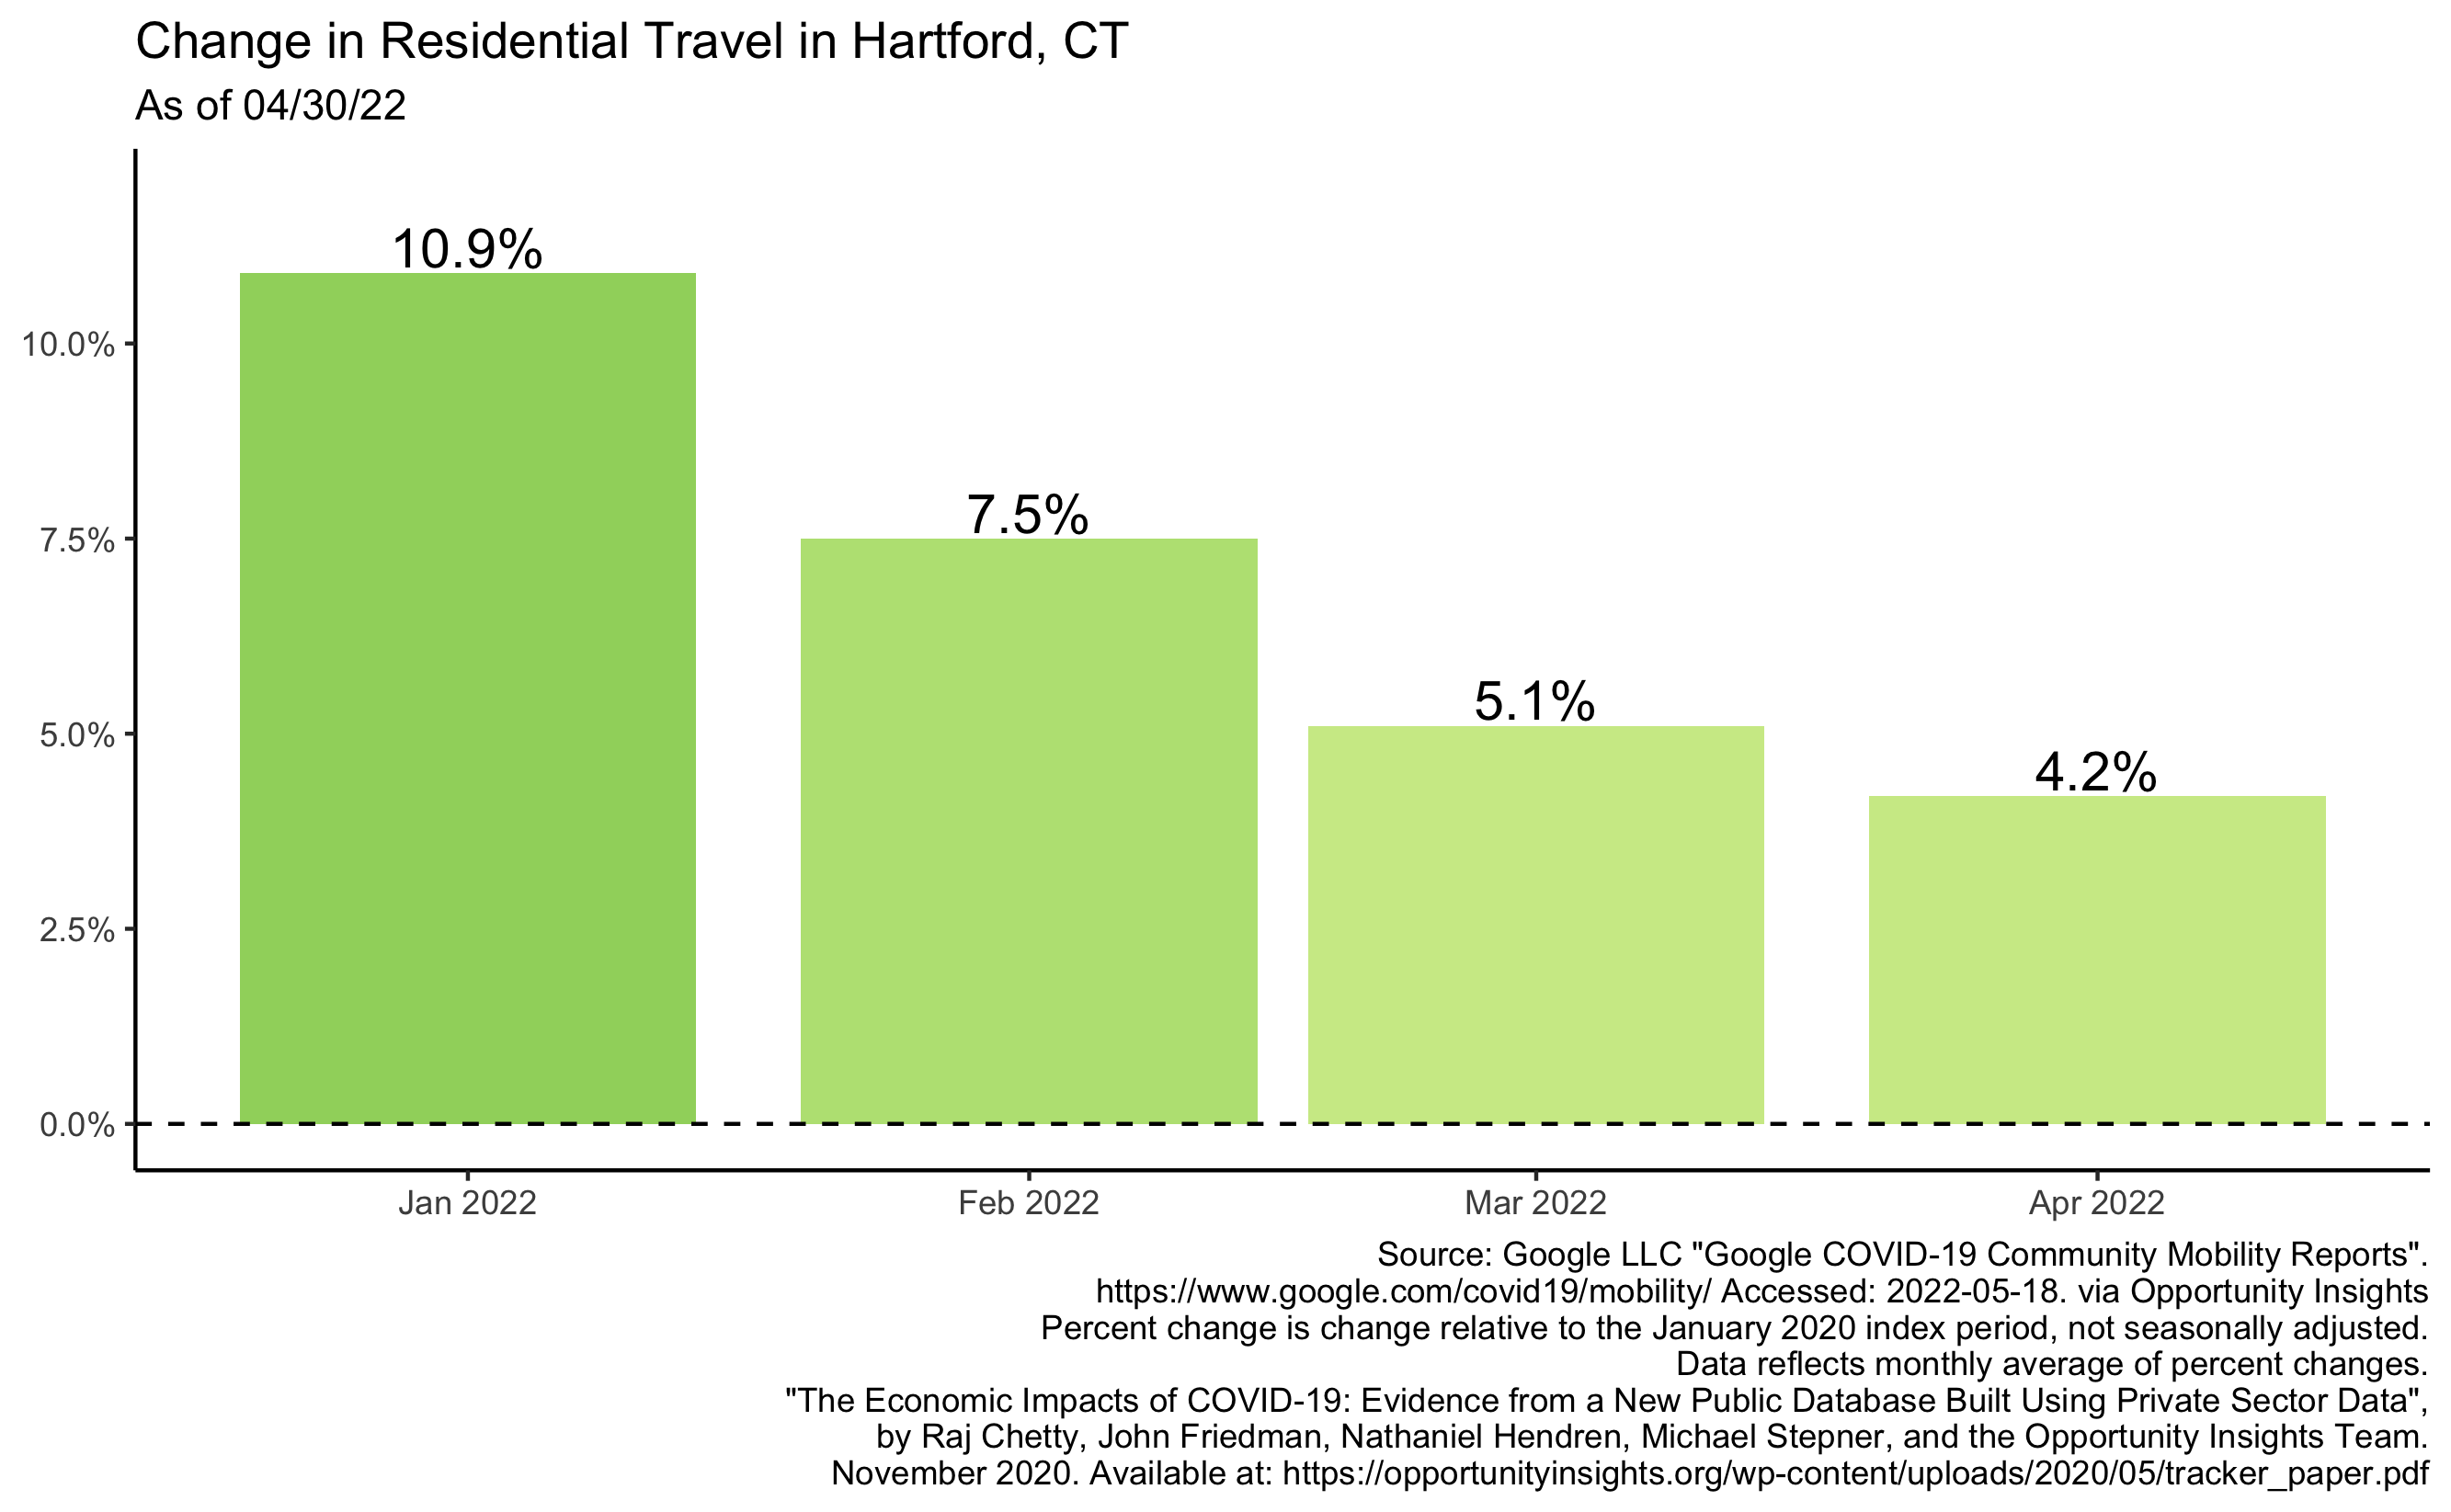 Change in Residential Travel in Hartford, CT
As of 04/30/22
10.9%
7.5%
5.1%
4.2%
10.0%
7.5%
5.0%
2.5%
0.0%
Jan 2022
Feb 2022
Mar 2022
Apr 2022
Source: Google LLC "Google COVID-19 Community Mobility Reports".
https://www.google.com/covid19/mobility/ Accessed: 2022-05-18. via Opportunity Insights
Percent change is change relative to the January 2020 index period, not seasonally adjusted.
Data reflects monthly average of percent changes.
"The Economic Impacts of COVID-19: Evidence from a New Public Database Built Using Private Sector Data",
by Raj Chetty, John Friedman, Nathaniel Hendren, Michael Stepner, and the Opportunity Insights Team.
November 2020. Available at: https://opportunityinsights.org/wp-content/uploads/2020/05/tracker_paper.pdf